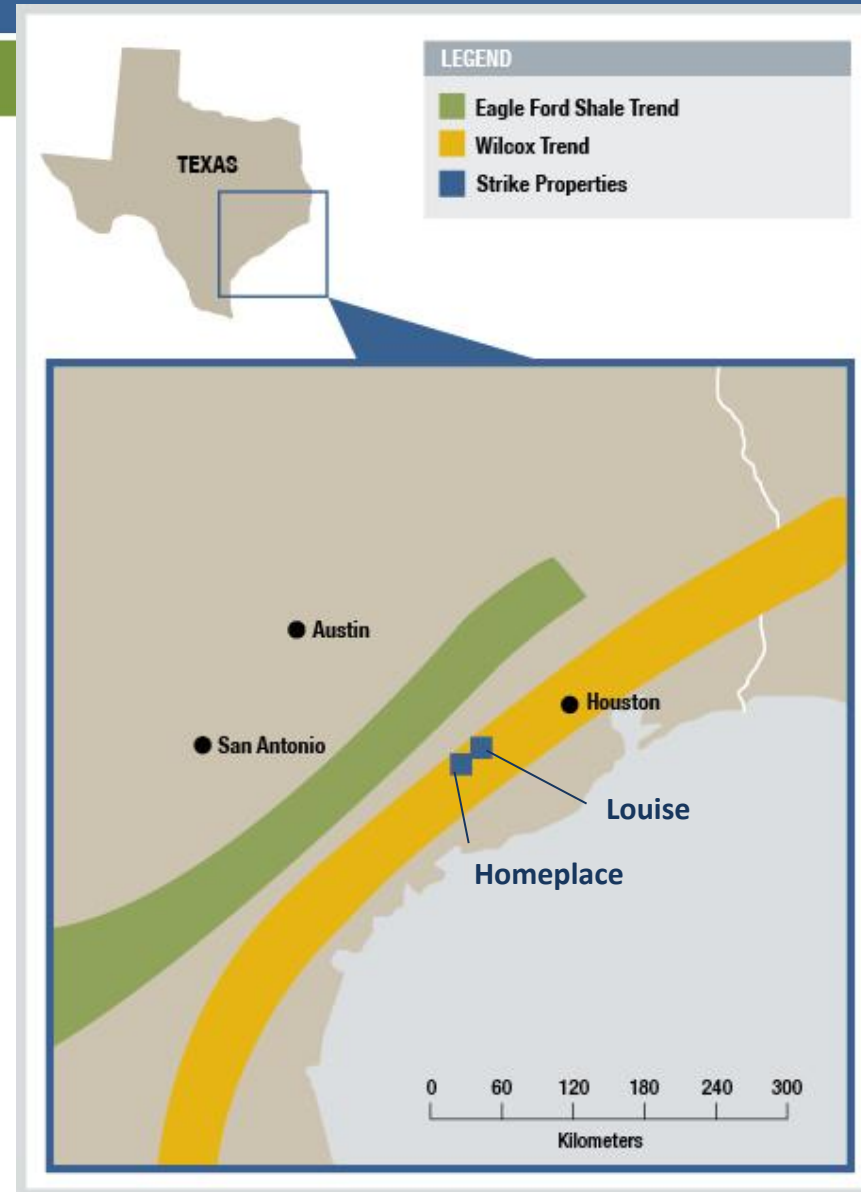 LEGEND
Eagle Ford Shale Trend
Wilcox Trend
Strike Properties
TEXAS
Austin
Houston
San Antonio
Louise
Homeplace
0 60 120 180 240 300
Kilometers